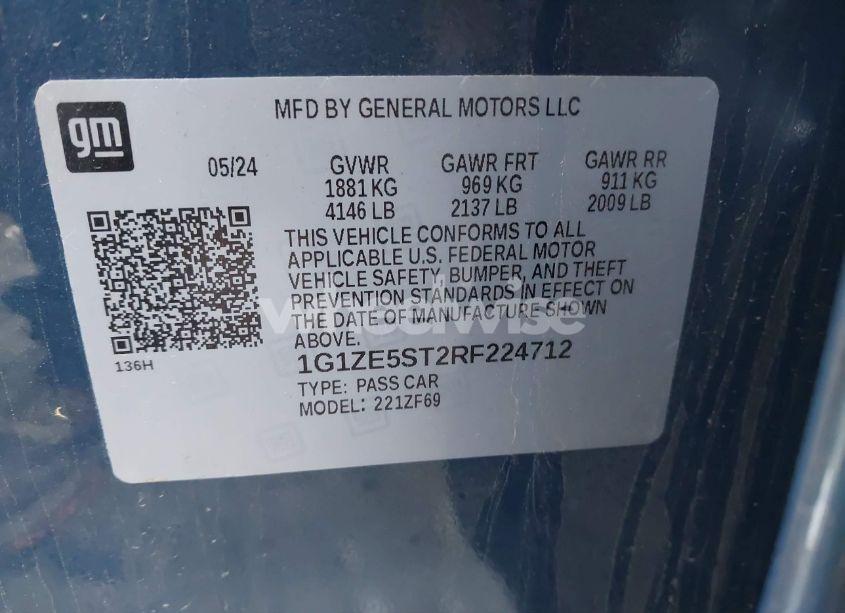 MFD BY GENERAL MOTORS LLC
gm
05/24 GVWR GAWR FRT GAWR RR
1881 KG 969 KG 911 KG
4146 LB 2137 LB 2009 LB
THIS VEHICLE CONFORMS TO ALL
APPLICABLE U.S. FEDERAL MOTOR
VEHICLE SAFETY, BUMPER, AND THEFT
PREVENTION STANDARDS IN EFFECT ON
THE DATE OF MANUFACTURE SHOWN
ABOVE.
136H
1G1ZE5ST2RF224712
TYPE: PASS CAR
MODEL: 221ZF69